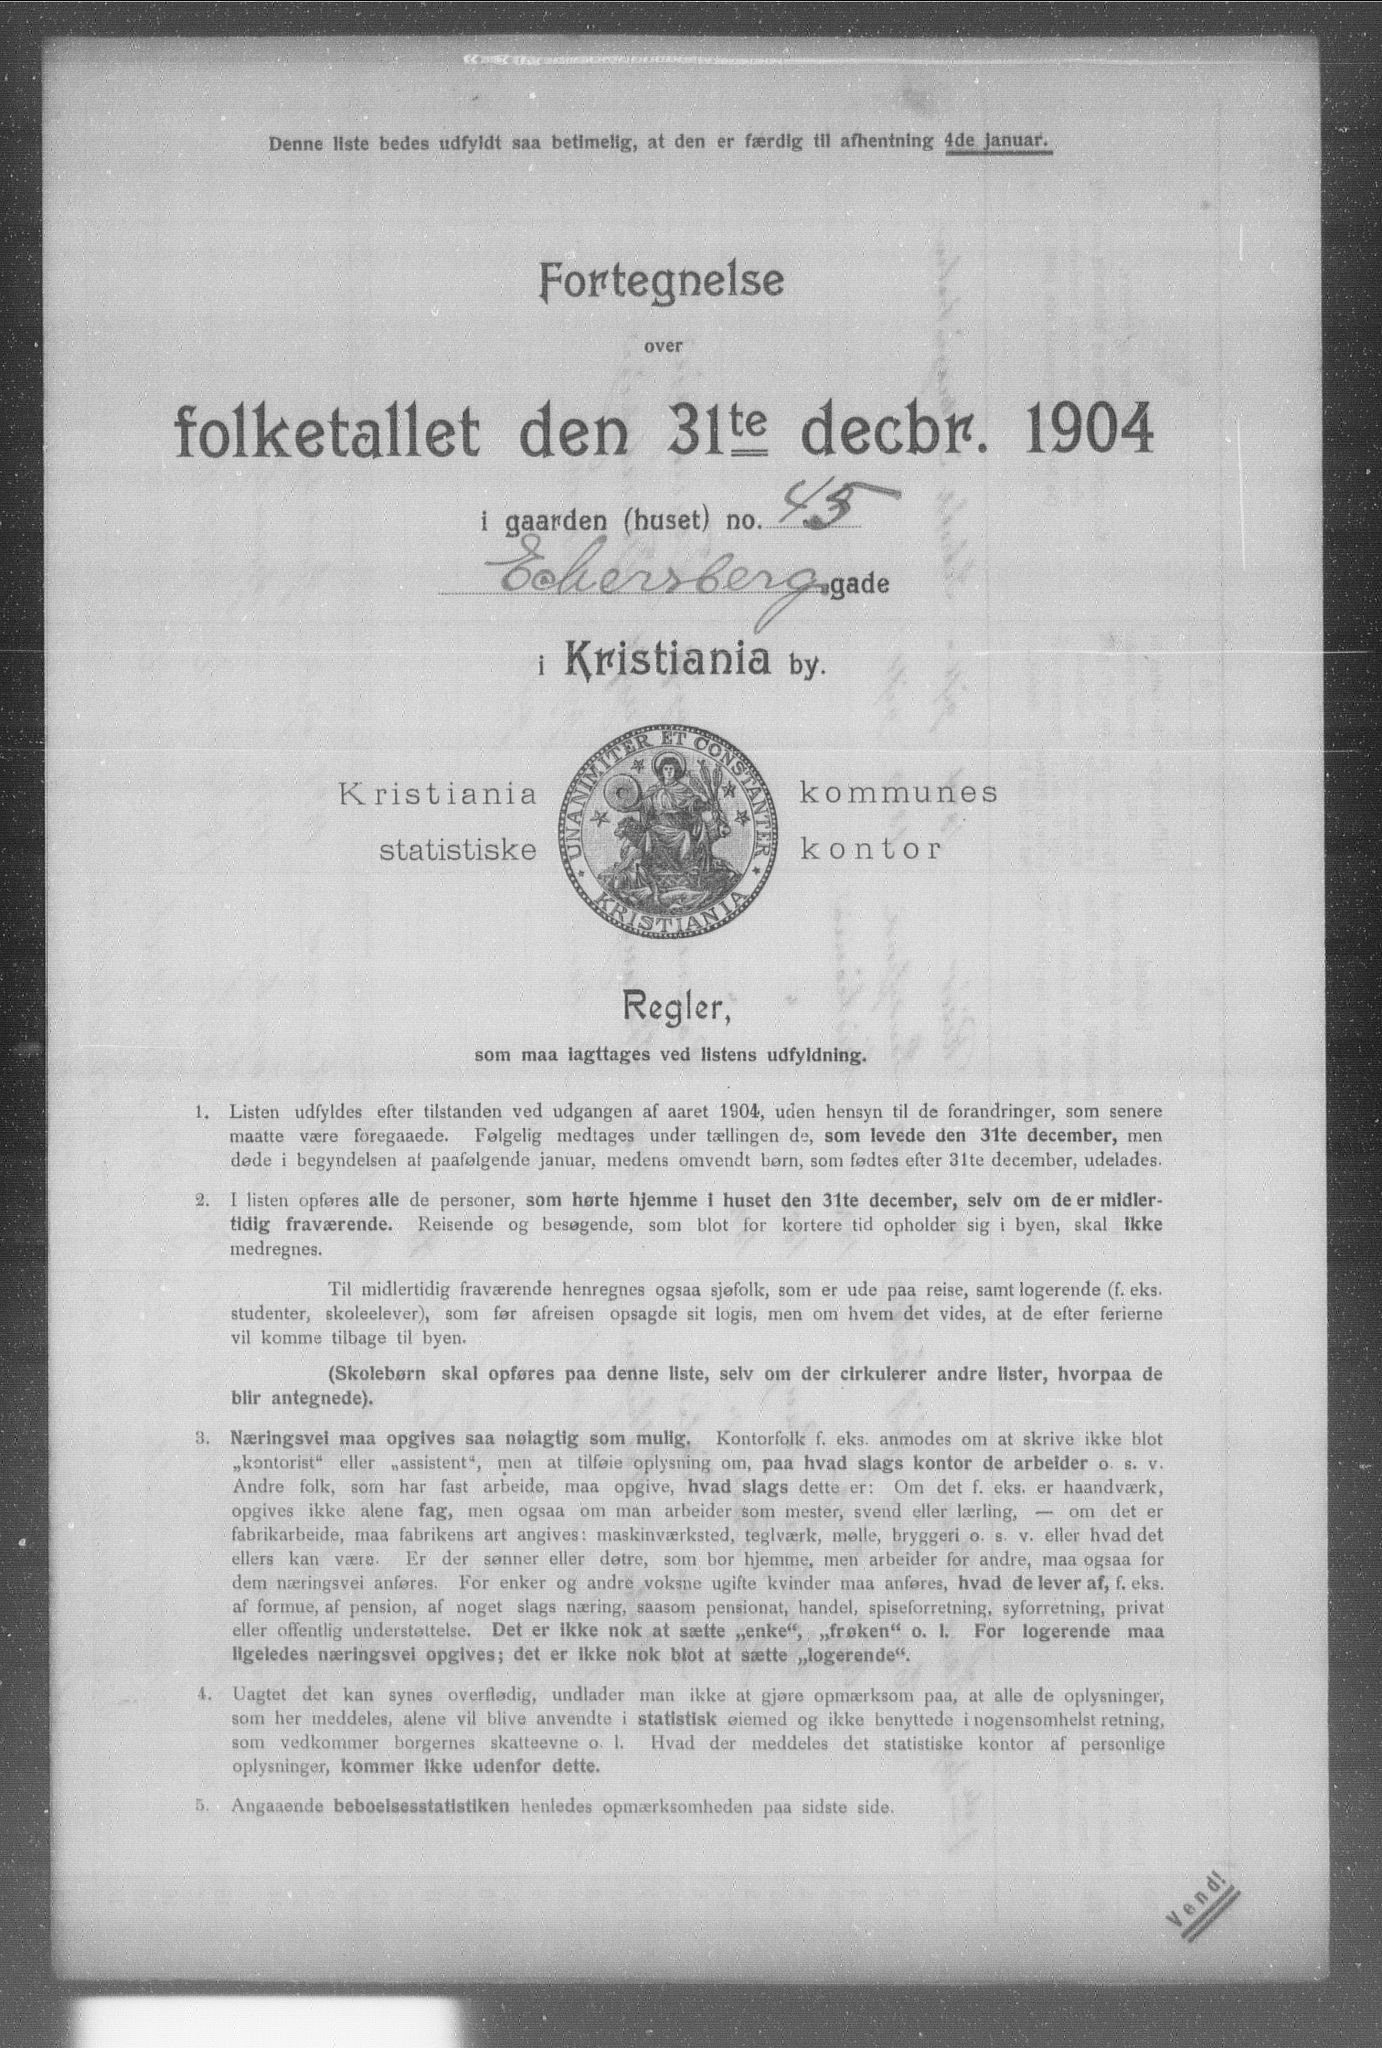 Denne liste bedes udfyldt saa betimelig, at den er færdig til afhentning 4de januar.
Fortegnelse
over
folketallet den 31te decbr. 1904
i gaarden (huset) no. 45
Eckersberg gade
i Kristiania by.
UNANIMITER ET CONSTANTER
Kristiania kommunes
statistiske kontor
KRISTIANIA
Regler,
som maa iagttages ved listens udfyldning.
1. Listen udfyldes efter tilstanden ved udgangen af aaret 1904, uden hensyn til de forandringer, som senere
maatte være foregaaede. Følgelig medtages under tællingen de, som levede den 31te december, men
døde i begyndelsen af paafølgende januar, medens omvendt børn, som fødtes efter 31te december, udelades.
2. I listen opføres alle de personer, som hørte hjemme i huset den 31te december, selv om de er midler-
tidig fraværende. Reisende og besøgende, som blot for kortere tid opholder sig i byen, skal ikke
medregnes.
Til midlertidig fraværende henregnes ogsaa sjøfolk, som er ude paa reise, samt logerende (f. eks.
studenter, skoleelever), som før afreisen opsagde sit logis, men om hvem det vides, at de efter ferierne
vil komme tilbage til byen.
(Skolebørn skal opføres paa denne liste, selv om der cirkulerer andre lister, hvorpaa de
blir antegnede).
3. Næringsvei maa opgives saa nøiagtig som mulig. Kontorfolk f. eks. anmodes om at skrive ikke blot
„kontorist“ eller „assistent“, men at tilføie oplysning om, paa hvad slags kontor de arbeider o. s. v.
Andre folk, som har fast arbeide, maa opgive, hvad slags dette er: Om det f. eks. er haandværk,
opgives ikke alene fag, men ogsaa om man arbeider som mester, svend eller lærling, — om det er
fabrikarbeide, maa fabrikens art angives: maskinværksted, teglværk, mølle, bryggeri o. s. v. eller hvad det
ellers kan være. Er der sønner eller døtre, som bor hjemme, men arbeider for andre, maa ogsaa for
dem næringsvei anføres. For enker og andre voksne ugifte kvinder maa anføres, hvad de lever af, f. eks.
af formue, af pension, af noget slags næring, saasom pensionat, handel, spiseforretning, syforretning, privat
eller offentlig understøttelse. Det er ikke nok at sætte „enke“, „frøken“ o. l. For logerende maa
ligeledes næringsvei opgives; det er ikke nok blot at sætte „logerende“.
4. Uagtet det kan synes overflødig, undlader man ikke at gjøre opmærksom paa, at alle de oplysninger,
som her meddeles, alene vil blive anvendte i statistisk øiemed og ikke benyttede i nogensomhelst retning,
som vedkommer borgernes skatteevne o. l. Hvad der meddeles det statistiske kontor af personlige
oplysninger, kommer ikke udenfor dette.
5. Angaaende beboelsesstatistiken henledes opmærksomheden paa sidste side.
Vend!